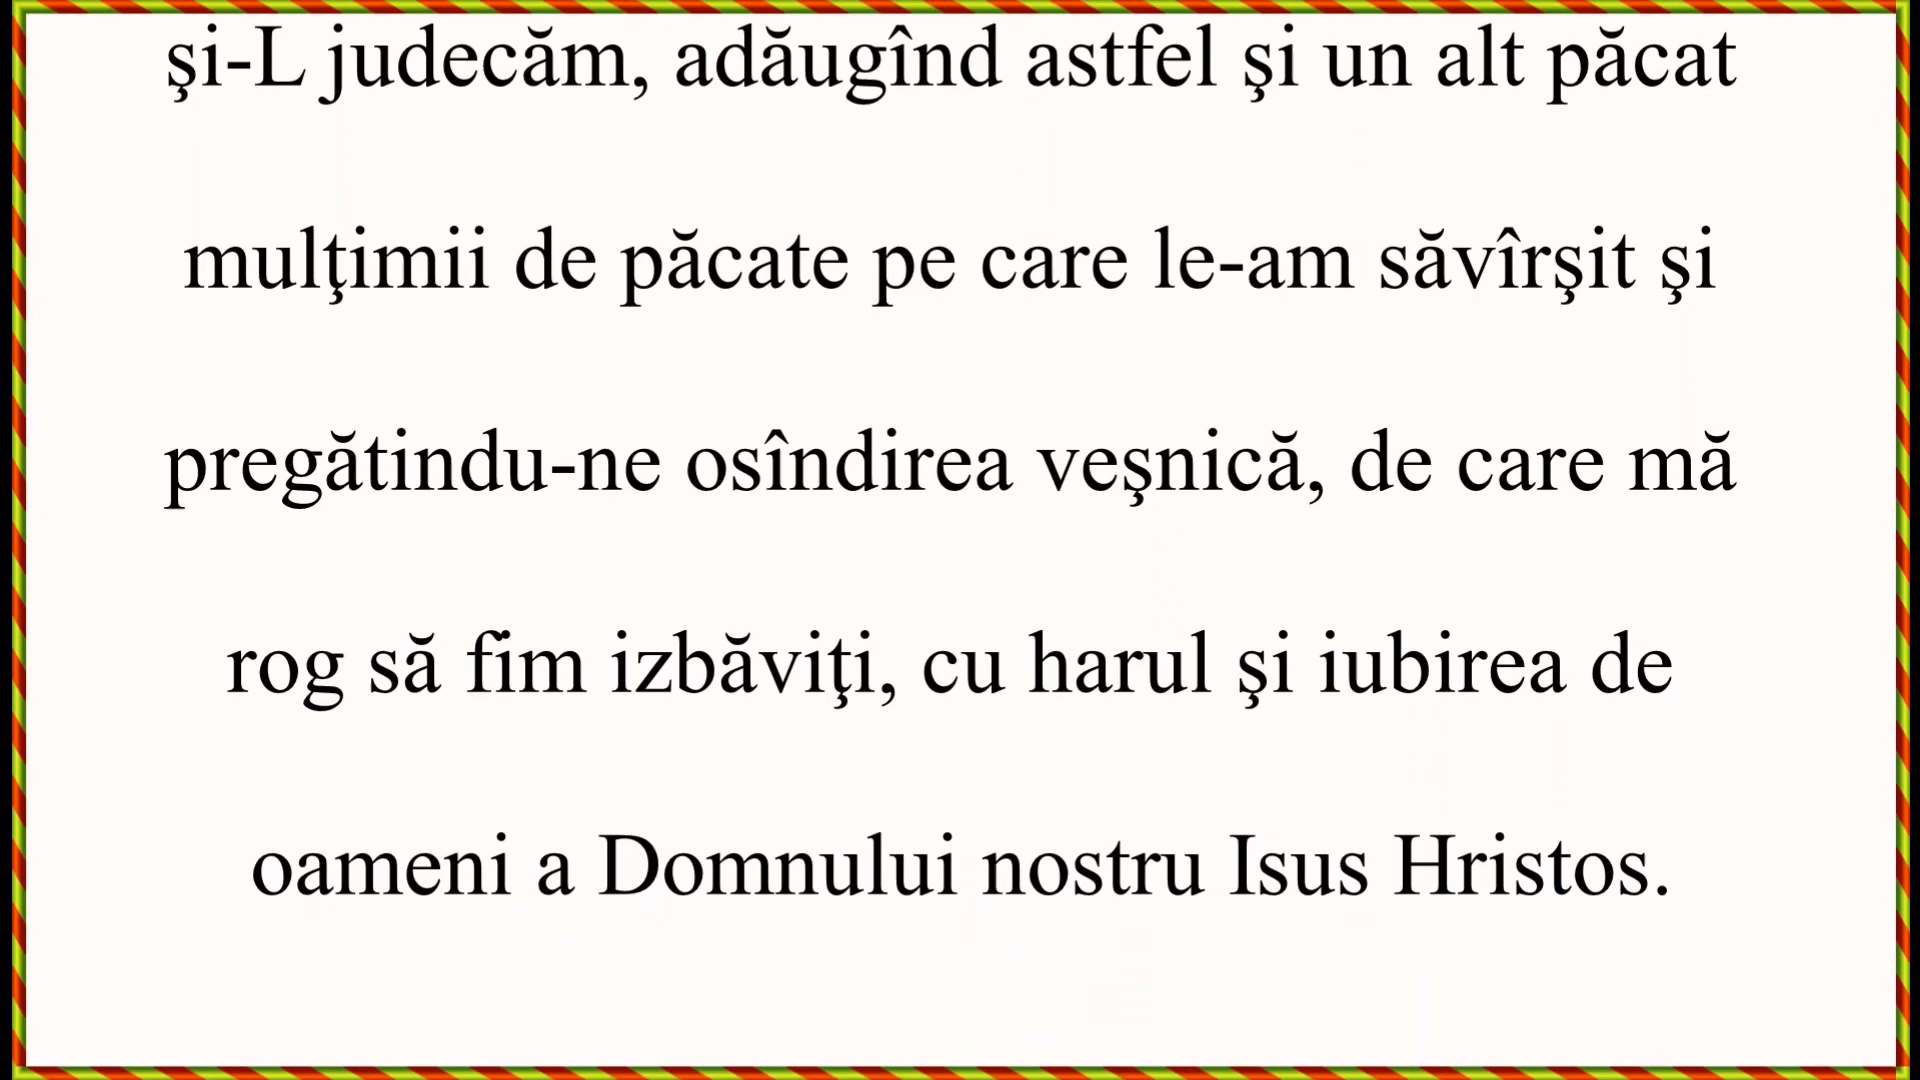 şi-L judecăm, adăugînd astfel şi un alt păcat
mulţimii de păcate pe care le-am săvîrşit şi
pregătindu-ne osîndirea veşnică, de care mă
rog să fim izbăviţi, cu harul şi iubirea de
oameni a Domnului nostru Isus Hristos.